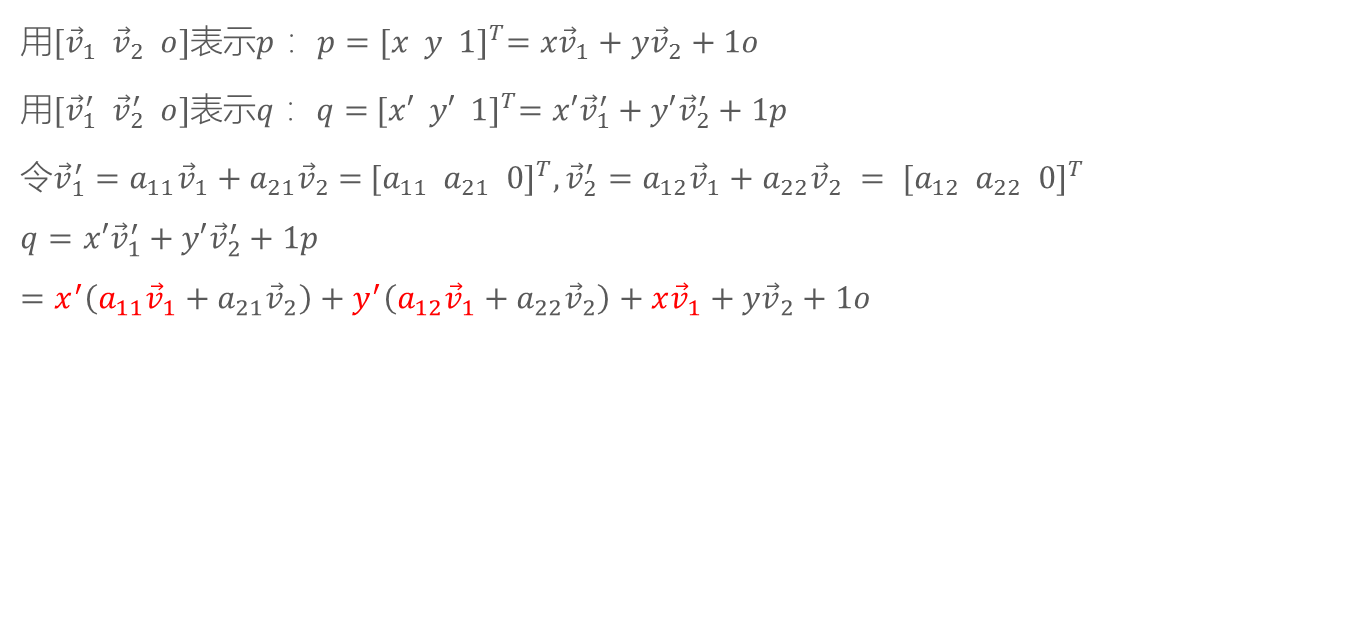 用[v⃗₁ v⃗₂ o]表示p： p = [x y 1]ᵀ= xv⃗₁ + yv⃗₂ + 1o
用[v⃗₁′ v⃗₂′ o]表示q： q = [x′ y′ 1]ᵀ= x′v⃗₁′ + y′v⃗₂′ + 1p
令v⃗₁′ = a₁₁v⃗₁ + a₂₁v⃗₂ = [a₁₁ a₂₁ 0]ᵀ, v⃗₂′ = a₁₂v⃗₁ + a₂₂v⃗₂ = [a₁₂ a₂₂ 0]ᵀ
q = x′v⃗₁′ + y′v⃗₂′ + 1p
= x′(a₁₁v⃗₁ + a₂₁v⃗₂) + y′(a₁₂v⃗₁ + a₂₂v⃗₂) + xv⃗₁ + yv⃗₂ + 1o